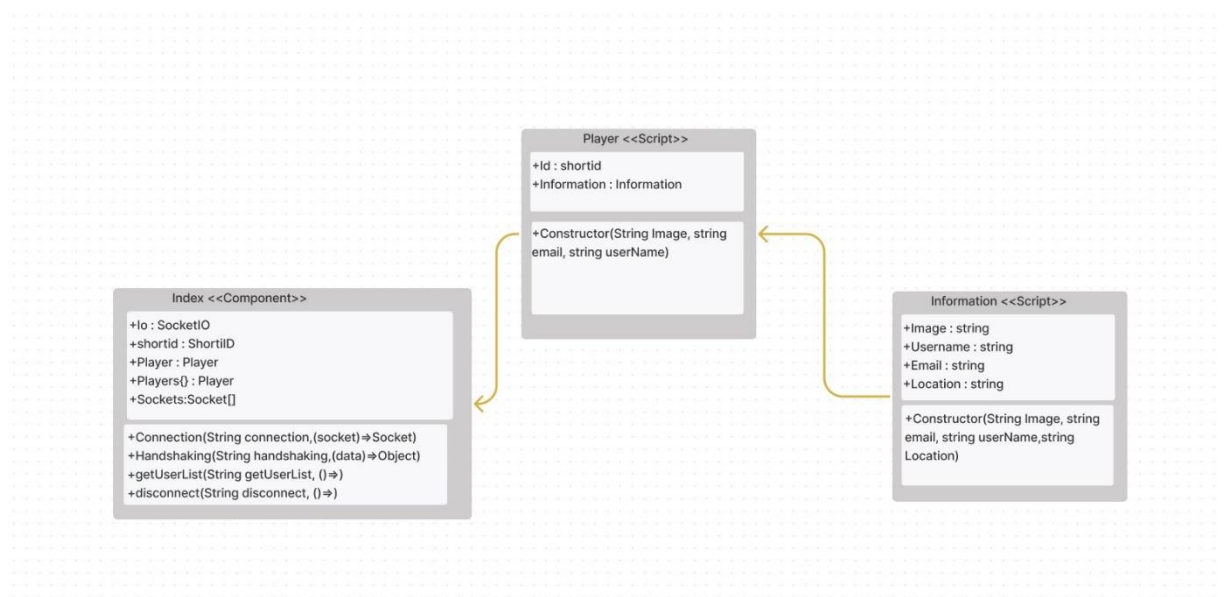 Player <<Script>>
+Id : shortid
+Information : Information
+Constructor(String Image, string
email, string userName)
Index <<Component>>
+Io : SocketIO
+shortid : ShortiID
+Player : Player
+Players{} : Player
+Sockets:Socket[]
+Connection(String connection,(socket)⇒Socket)
+Handshaking(String handshaking,(data)⇒Object)
+getUserList(String getUserList, ()⇒)
+disconnect(String disconnect, ()⇒)
Information <<Script>>
+Image : string
+Username : string
+Email : string
+Location : string
+Constructor(String Image, string
email, string userName,string
Location)